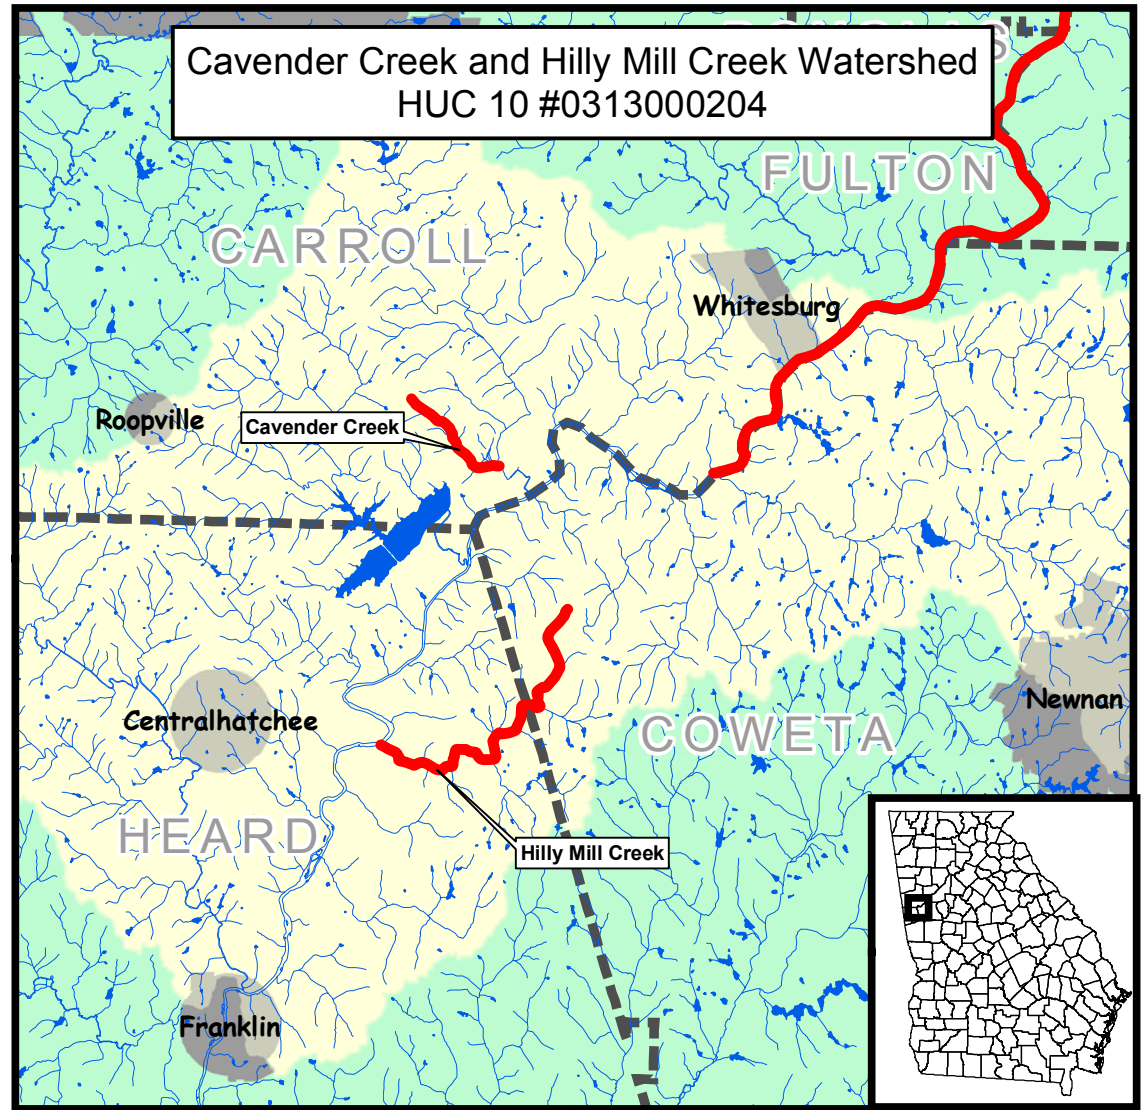 Cavender Creek and Hilly Mill Creek Watershed
HUC 10 #0313000204
FULTON
CARROLL
Whitesburg
Roopville
Cavender Creek
Newnan
Centralhatchee
COWETA
HEARD
Hilly Mill Creek
Franklin